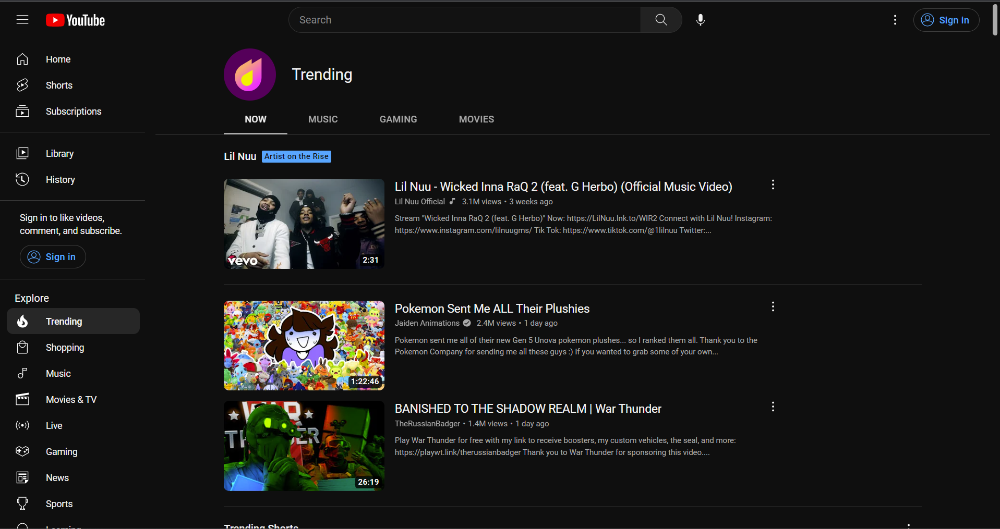 YouTube
Search
Sign in
Home
Shorts
Subscriptions
Library
History
Sign in to like videos,
comment, and subscribe.
Sign in
Explore
Trending
Shopping
Music
Movies & TV
Live
Gaming
News
Sports
Trending
NOW
MUSIC
GAMING
MOVIES
Lil Nuu
Artist on the Rise
vevo
2:31
Lil Nuu - Wicked Inna RaQ 2 (feat. G Herbo) (Official Music Video)
Lil Nuu Official 3.1M views • 3 weeks ago
Stream "Wicked Inna RaQ 2 (feat. G Herbo)" Now: https://LilNuu.lnk.to/WIR2 Connect with Lil Nuu! Instagram:
https://www.instagram.com/lilnuugms/ Tik Tok: https://www.tiktok.com/@1lilnuu Twitter:...
1:22:46
Pokemon Sent Me ALL Their Plushies
Jaiden Animations 2.4M views • 1 day ago
Pokemon sent me all of their new Gen 5 Unova pokemon plushes... so I ranked them all. Thank you to the
Pokemon Company for sending me all these guys :) If you wanted to grab some of your own...
WAR
26:19
BANISHED TO THE SHADOW REALM | War Thunder
TheRussianBadger • 1.4M views • 1 day ago
Play War Thunder for free with my link to receive boosters, my custom vehicles, the seal, and more:
https://playwt.link/therussianbadger Thank you to War Thunder for sponsoring this video....
Trending Shorts